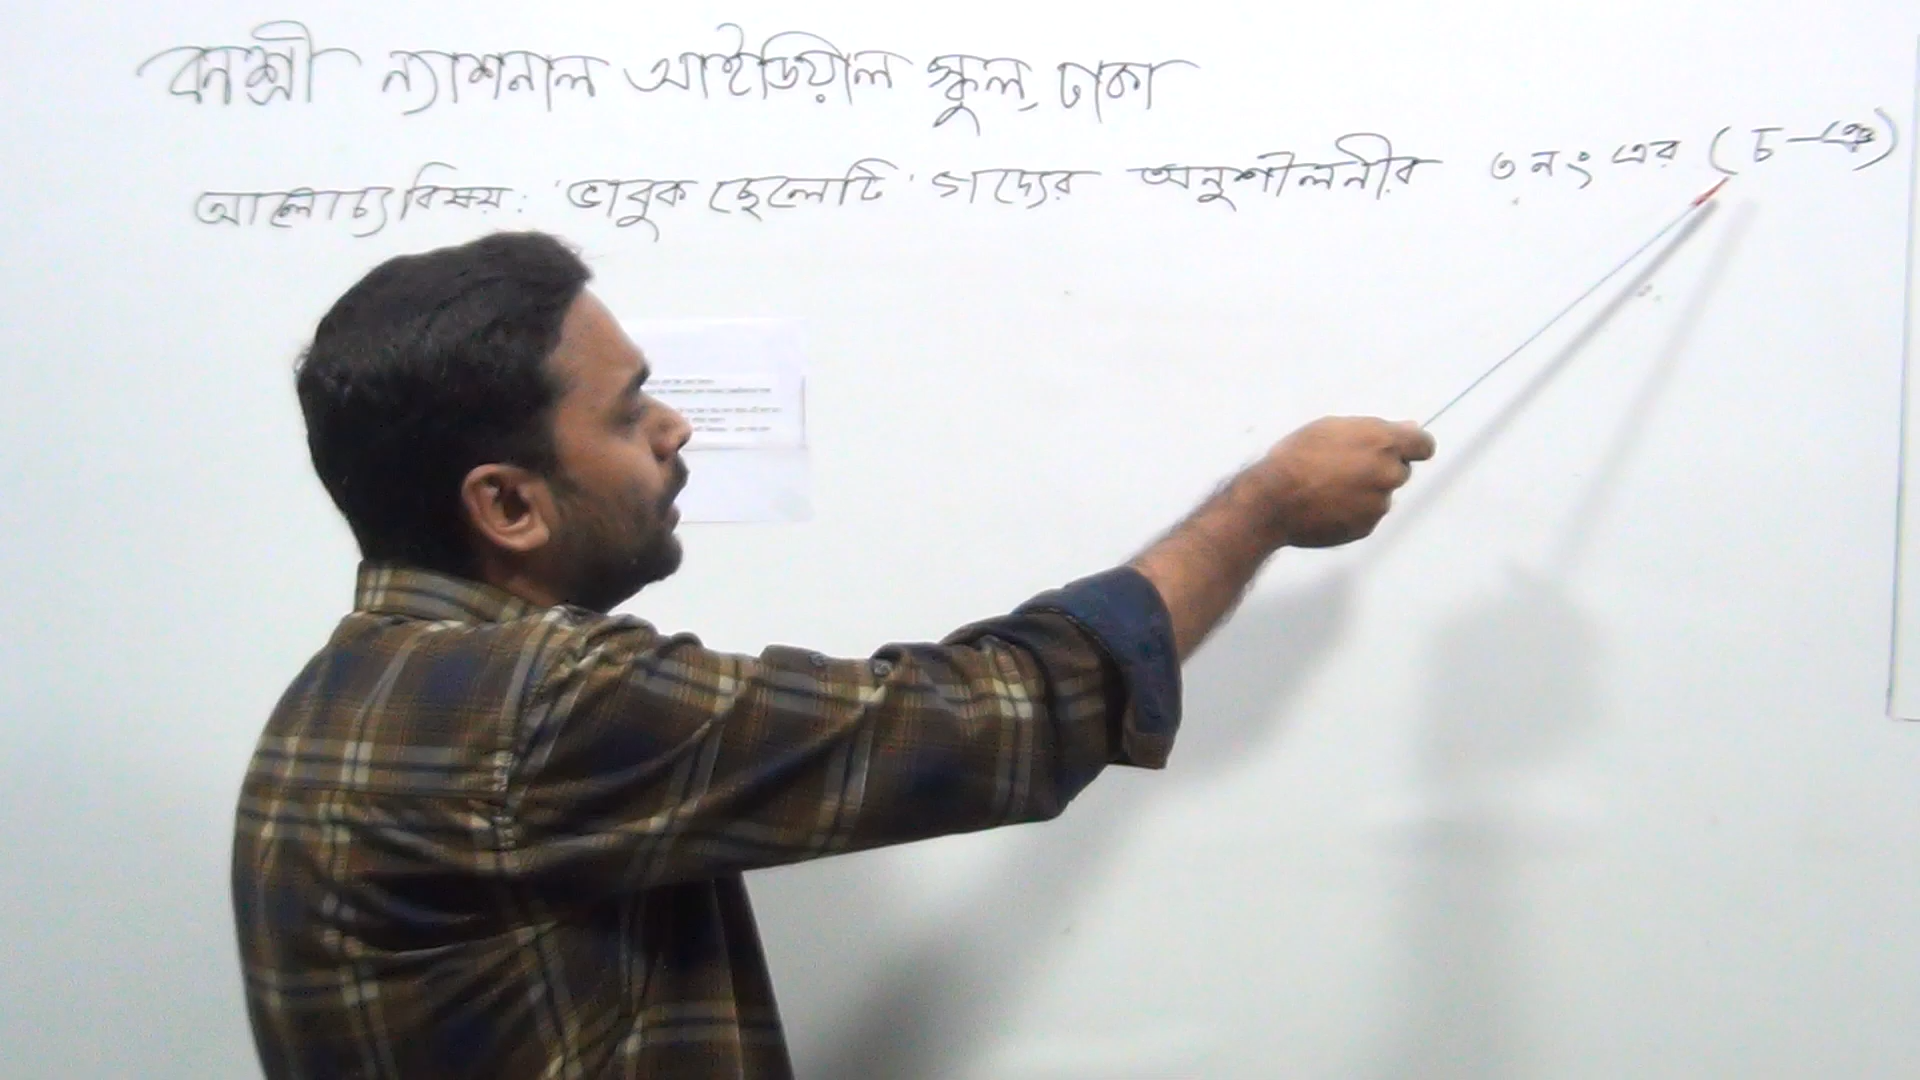 বনশ্রী ন্যাশনাল আইডিয়াল স্কুল, ঢাকা
আলোচ্য বিষয়: 'ভাবুক ছেলেটি' গদ্যের অনুশীলনীর ৩ নং এর (চ-ঞ)